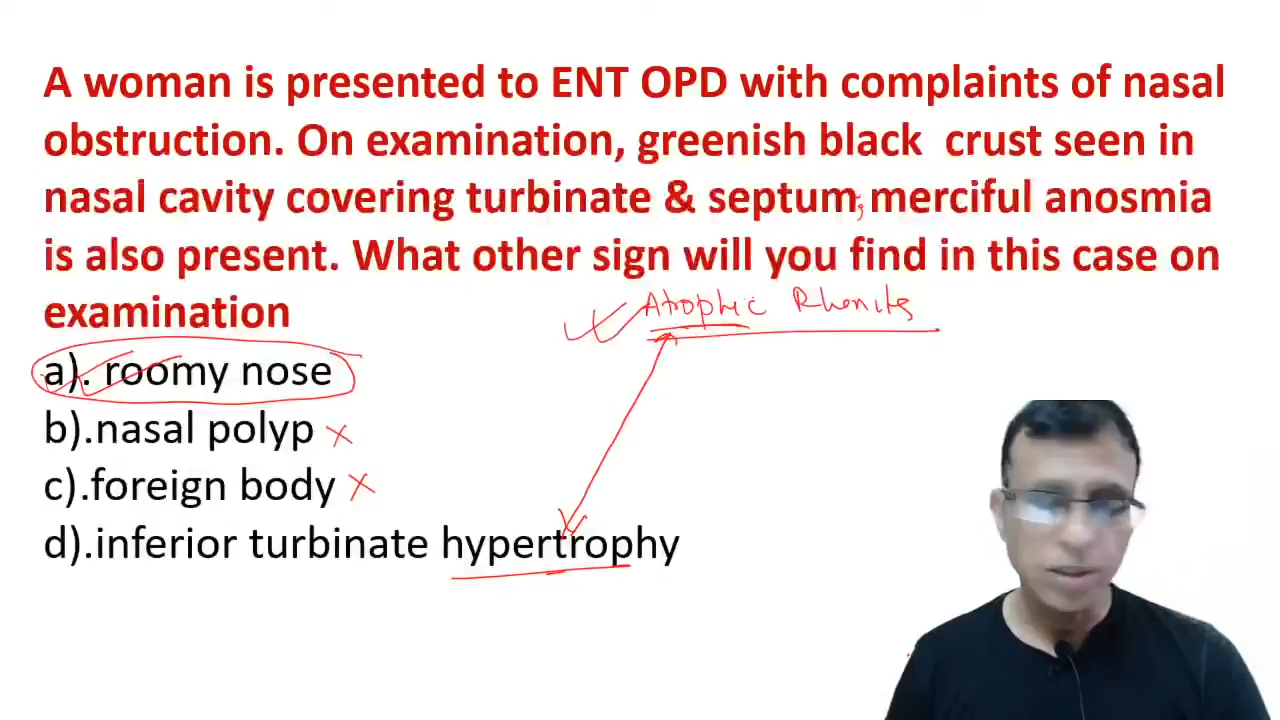 A woman is presented to ENT OPD with complaints of nasal
obstruction. On examination, greenish black crust seen in
nasal cavity covering turbinate & septum; merciful anosmia
is also present. What other sign will you find in this case on
examination
Atrophic Rhenites
a). roomy nose
b).nasal polyp
c).foreign body
d).inferior turbinate hypertrophy